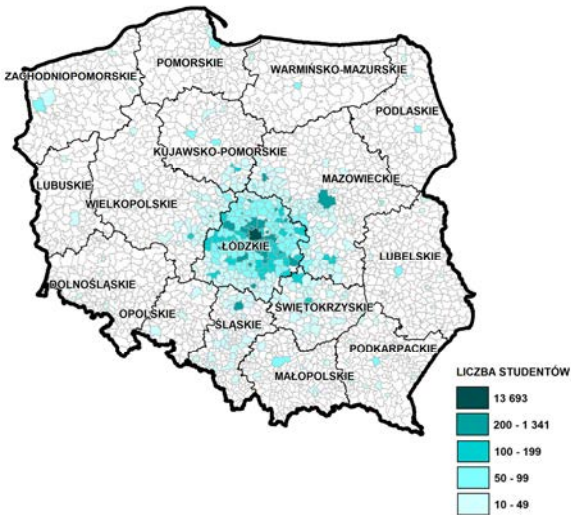 POMORSKIE
ZACHODNIOPOMORSKIE
WARMIŃSKO-MAZURSKIE
PODLASKIE
KUJAWSKO-POMORSKIE
MAZOWIECKIE
LUBUSKIE
WIELKOPOLSKIE
ŁÓDZKIE
LUBELSKIE
DOLNOŚLĄSKIE
OPOLSKIE
ŚWIĘTOKRZYSKIE
ŚLĄSKIE
PODKARPACKIE
MAŁOPOLSKIE
LICZBA STUDENTÓW
13 693
200 - 1 341
100 - 199
50 - 99
10 - 49